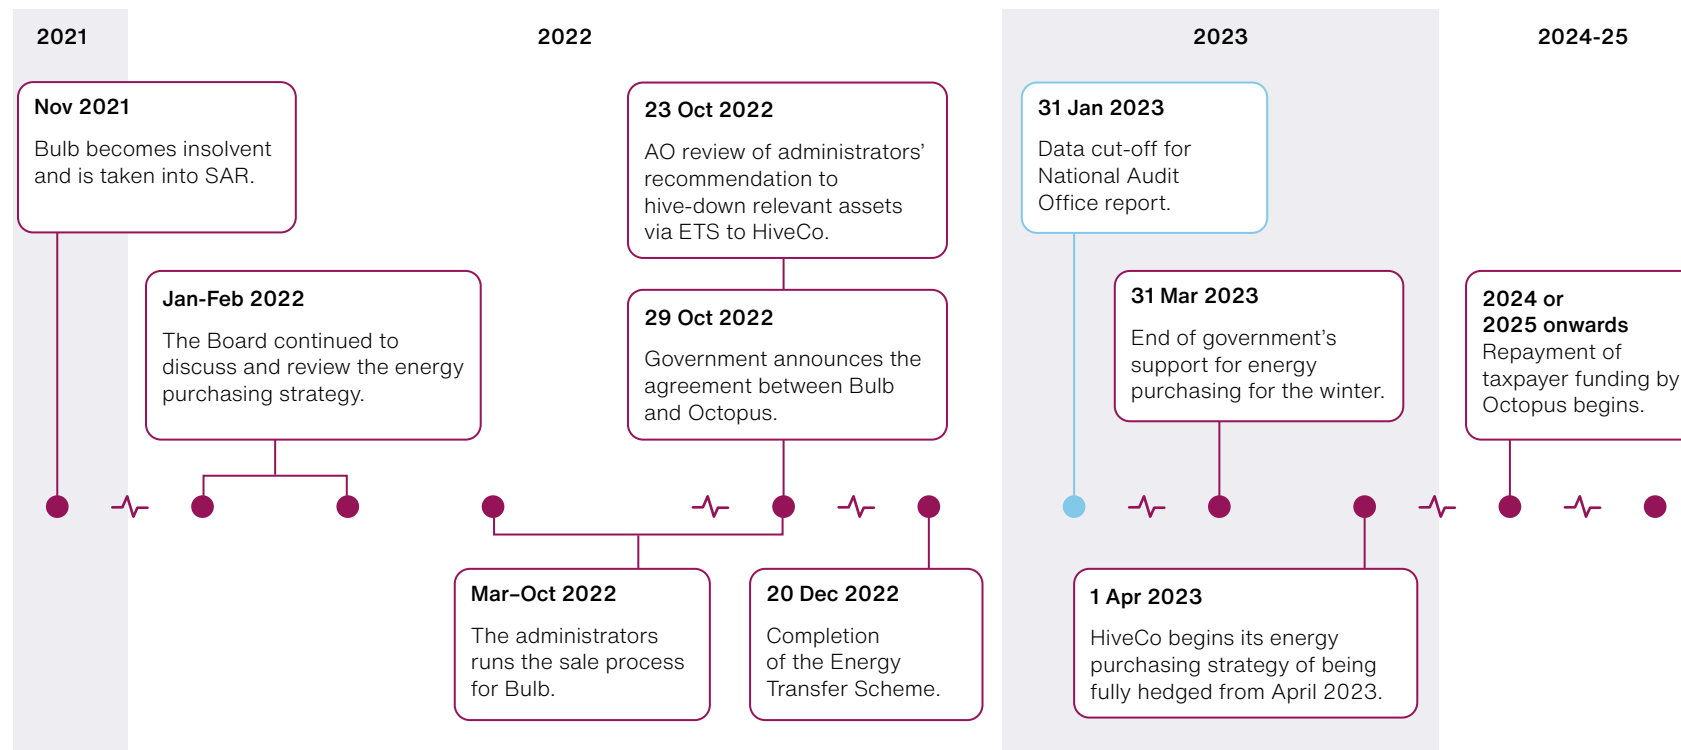 2021
2022
2023
2024-25
Nov 2021
Bulb becomes insolvent
and is taken into SAR.
Jan-Feb 2022
The Board continued to
discuss and review the energy
purchasing strategy.
23 Oct 2022
AO review of administrators’
recommendation to
hive-down relevant assets
via ETS to HiveCo.
29 Oct 2022
Government announces the
agreement between Bulb
and Octopus.
Mar–Oct 2022
The administrators
runs the sale process
for Bulb.
20 Dec 2022
Completion
of the Energy
Transfer Scheme.
31 Jan 2023
Data cut-off for
National Audit
Office report.
31 Mar 2023
End of government’s
support for energy
purchasing for the winter.
1 Apr 2023
HiveCo begins its energy
purchasing strategy of being
fully hedged from April 2023.
2024 or
2025 onwards
Repayment of
taxpayer funding by
Octopus begins.